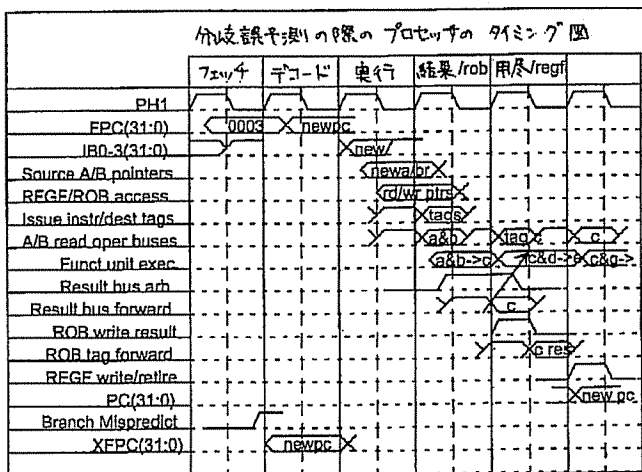 分岐誤予測の際の プロセッサの タイミング図
フェッチ デコード 実行 結果/rob 用尽/regf
PH1
FPC(31:0) 0003 newpc
IB0-3(31:0) new/
Source A/B pointers newa/br
REGF/ROB access rd/wr ptrs
Issue instr/dest tags tags
A/B read oper buses a&b tag c c
Funct unit exec a&b->c c&d->e c&g->
Result bus arb
Result bus forward c
ROB write result
ROB tag forward c res
REGF write/retire
PC(31:0) new pc
Branch Mispredict
XFPC(31:0) newpc